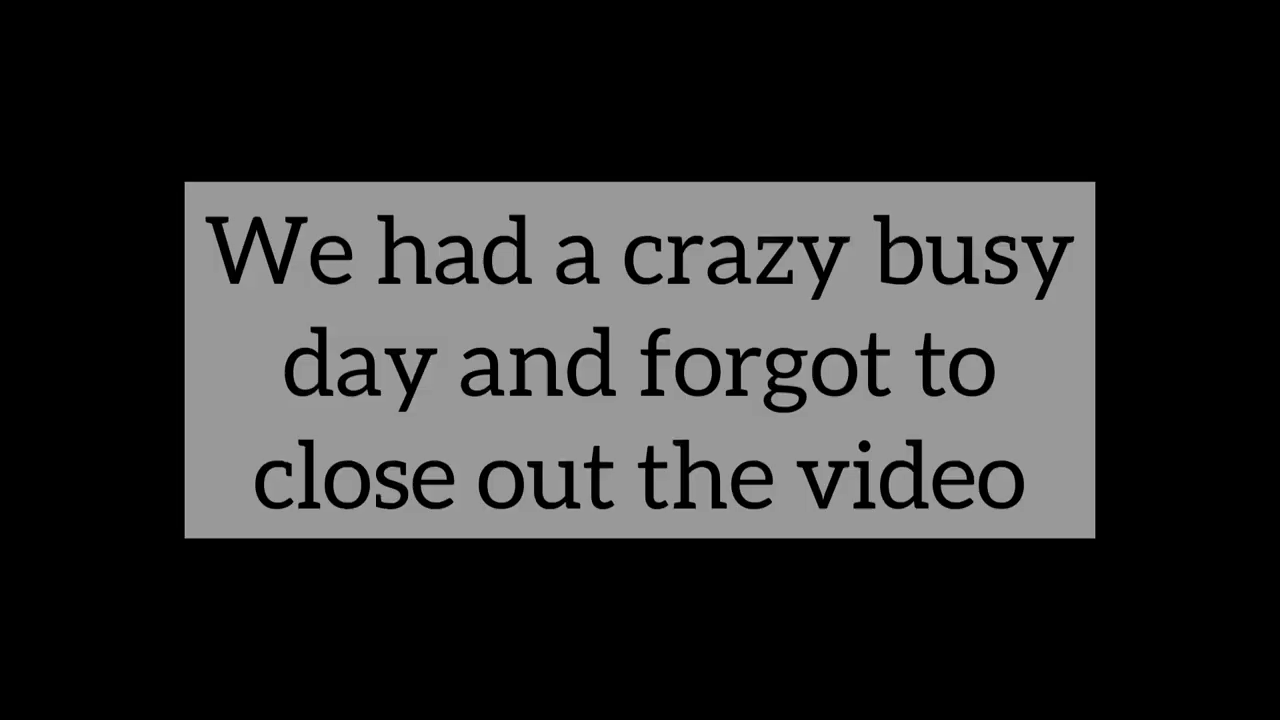 We had a crazy busy
day and forgot to
close out the video